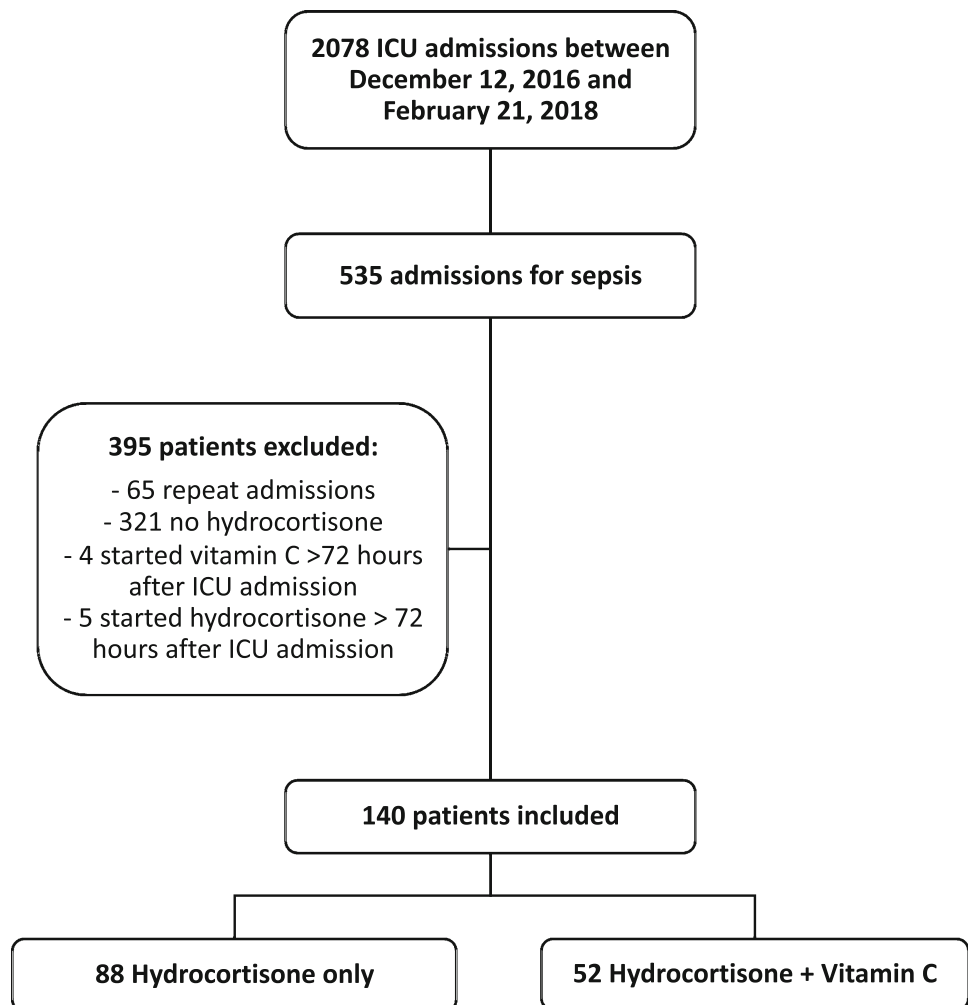 2078 ICU admissions between
December 12, 2016 and
February 21, 2018
535 admissions for sepsis
395 patients excluded:
- 65 repeat admissions
- 321 no hydrocortisone
- 4 started vitamin C >72 hours
after ICU admission
- 5 started hydrocortisone > 72
hours after ICU admission
140 patients included
88 Hydrocortisone only
52 Hydrocortisone + Vitamin C